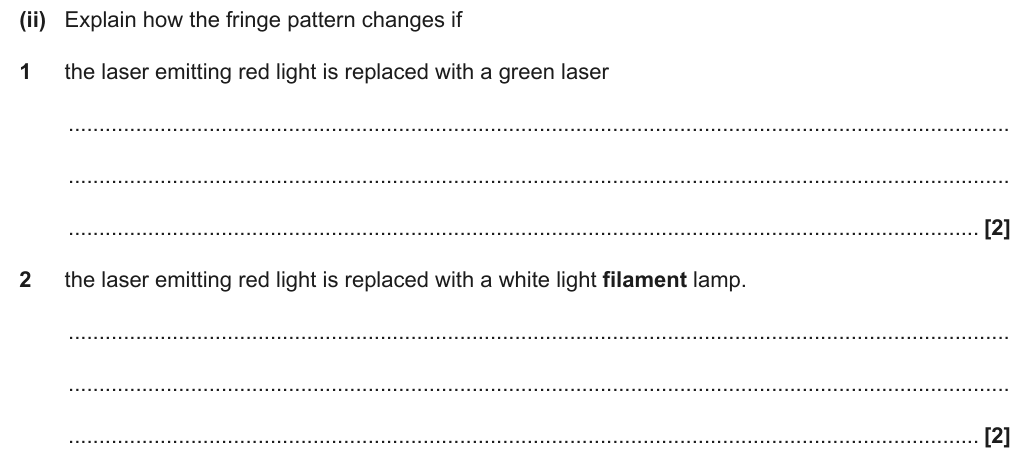 (ii) Explain how the fringe pattern changes if
1 the laser emitting red light is replaced with a green laser
..........................................................................................................................................................
..........................................................................................................................................................
..................................................................................................................................................... [2]
2 the laser emitting red light is replaced with a white light filament lamp.
..........................................................................................................................................................
..........................................................................................................................................................
..................................................................................................................................................... [2]